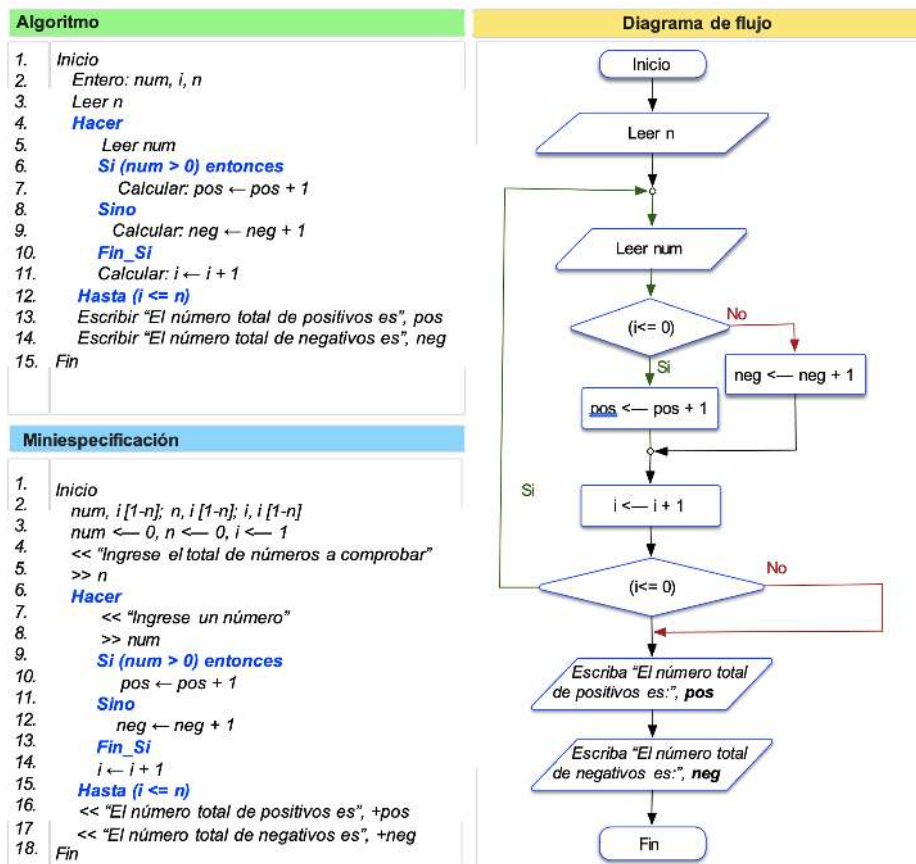 Algoritmo
1. Inicio
2. Entero: num, i, n
3. Leer n
4. Hacer
5. Leer num
6. Si (num > 0) entonces
7. Calcular: pos ← pos + 1
8. Sino
9. Calcular: neg ← neg + 1
10. Fin_Si
11. Calcular: i ← i + 1
12. Hasta (i <= n)
13. Escribir “El número total de positivos es”, pos
14. Escribir “El número total de negativos es”, neg
15. Fin
Miniespecificación
1. Inicio
2. num, i [1-n]; n, i [1-n]; i, i [1-n]
3. num <— 0, n <— 0, i <— 1
4. << “Ingrese el total de números a comprobar”
5. >> n
6. Hacer
7. << “Ingrese un número”
8. >> num
9. Si (num > 0) entonces
10. pos ← pos + 1
11. Sino
12. neg ← neg + 1
13. Fin_Si
14. i ← i + 1
15. Hasta (i <= n)
16. << “El número total de positivos es”, +pos
17 << “El número total de negativos es”, +neg
18. Fin
Diagrama de flujo
Inicio
Leer n
Leer num
(i<= 0)
No
Si
neg <— neg + 1
pos <— pos + 1
Si
i <— i + 1
(i<= 0)
No
Escriba “El número total
de positivos es:”, pos
Escriba “El número total
de negativos es:”, neg
Fin